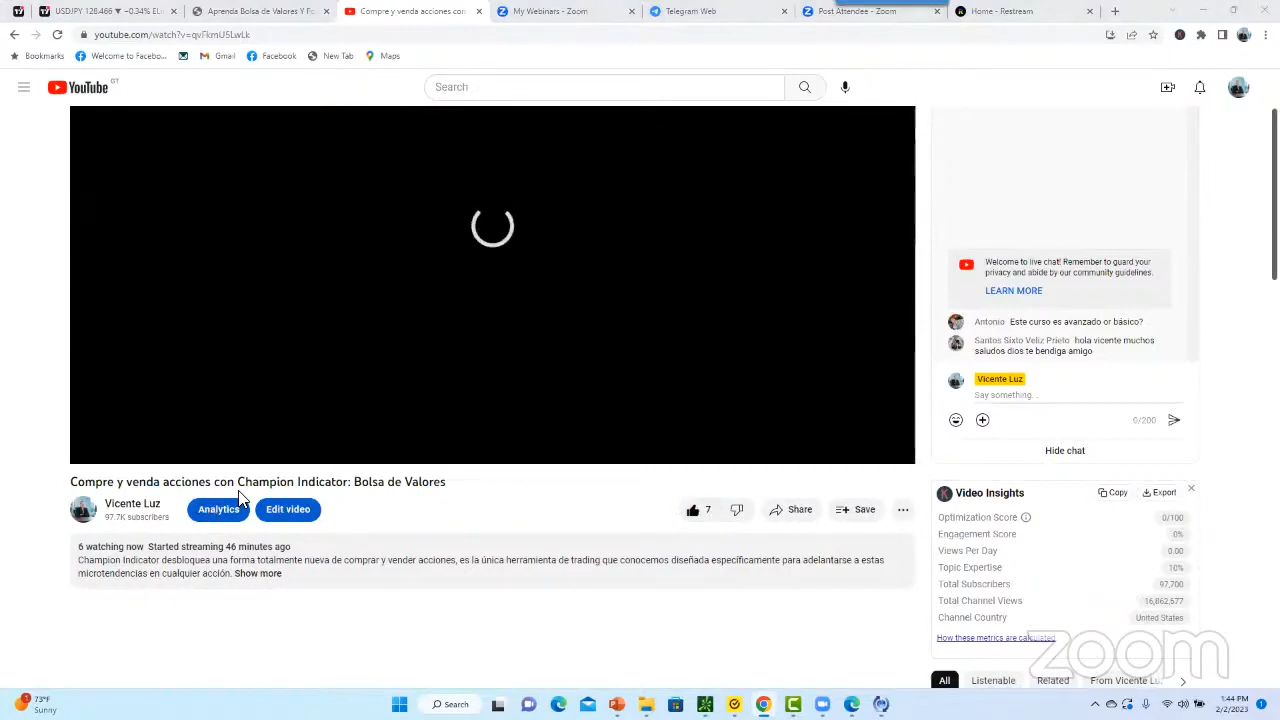 USD/JPY 128.466 ▼ −0.34%
Aprenda Bolsa de Valores Y Fo
Compre y venda acciones con
My Webinars - Zoom
Telegram Web
Post Attendee - Zoom
Home - Restream
youtube.com/watch?v=qvFkmU5LwLk
Bookmarks
Welcome to Facebo...
Gmail
Facebook
New Tab
Maps
YouTube GT
Search
Welcome to live chat! Remember to guard your
privacy and abide by our community guidelines.
LEARN MORE
Antonio Este curso es avanzado or básico?
Santos Sixto Veliz Prieto hola vicente muchos
saludos dios te bendiga amigo
Vicente Luz
Say something...
0/200
Hide chat
Compre y venda acciones con Champion Indicator: Bolsa de Valores
Vicente Luz
97.7K subscribers
Analytics
Edit video
7
Share
Save
6 watching now Started streaming 46 minutes ago
Champion Indicator desbloquea una forma totalmente nueva de comprar y vender acciones, es la única herramienta de trading que conocemos diseñada específicamente para adelantarse a estas
microtendencias en cualquier acción. Show more
Video Insights
Copy
Export
Optimization Score 0/100
Engagement Score 0%
Views Per Day 0.00
Topic Expertise 10%
Total Subscribers 97,700
Total Channel Views 16,862,577
Channel Country United States
How these metrics are calculated
All
Listenable
Related
From Vicente Lu
zoom
73°F
Sunny
Search
1:44 PM
2/2/2023